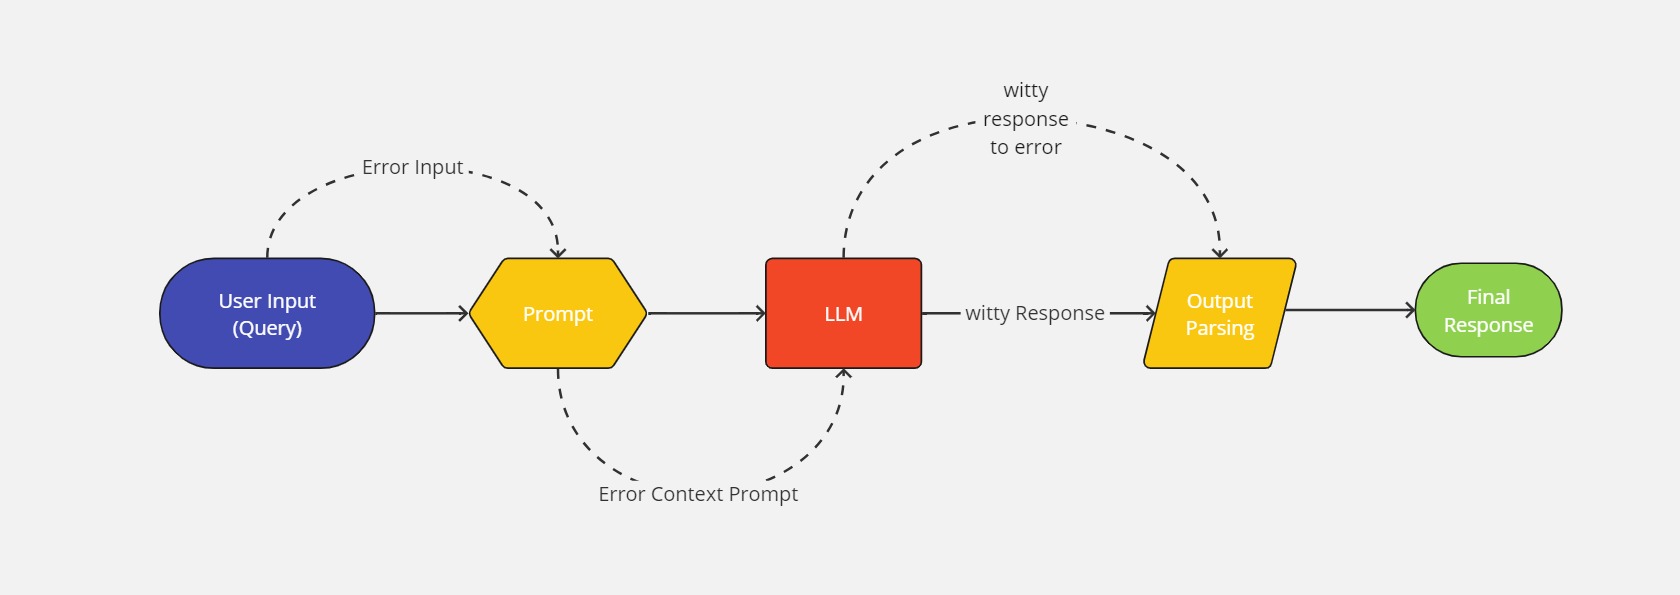 witty
response
to error
Error Input
User Input
(Query)
Prompt
LLM
witty Response
Output
Parsing
Final
Response
Error Context Prompt